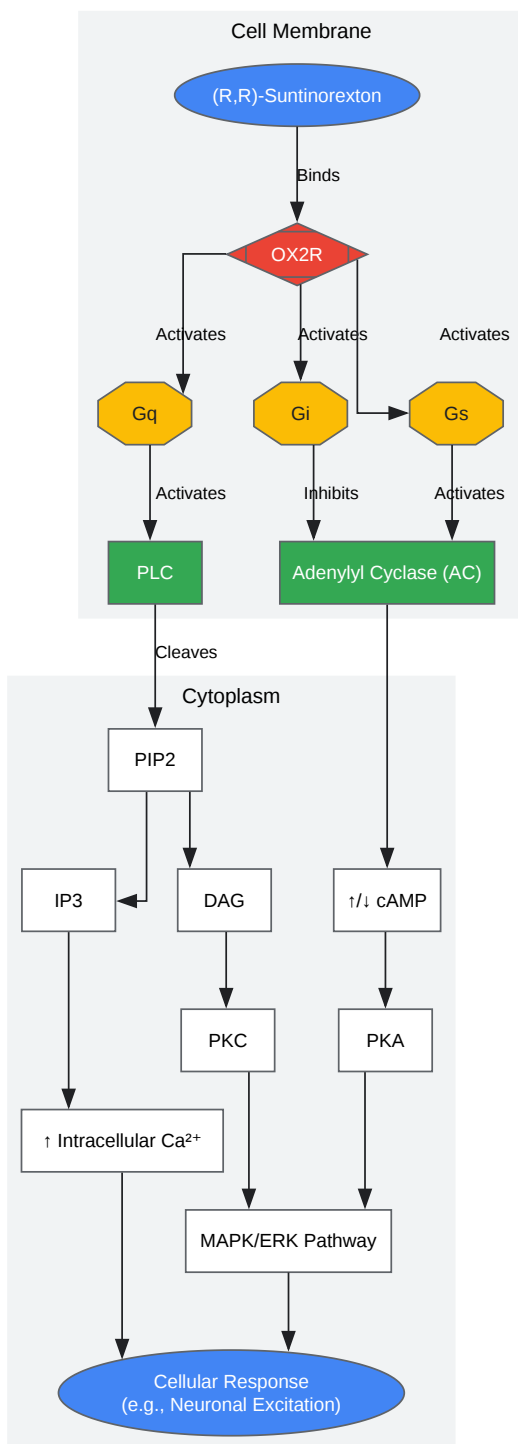 Cell Membrane
(R,R)-Suntinorexton
Binds
OX2R
Activates
Activates
Activates
Gq
Gi
Gs
Activates
Inhibits
Activates
PLC
Adenylyl Cyclase (AC)
Cleaves
Cytoplasm
PIP2
IP3
DAG
↑/↓ cAMP
PKC
PKA
↑ Intracellular Ca²⁺
MAPK/ERK Pathway
Cellular Response
(e.g., Neuronal Excitation)